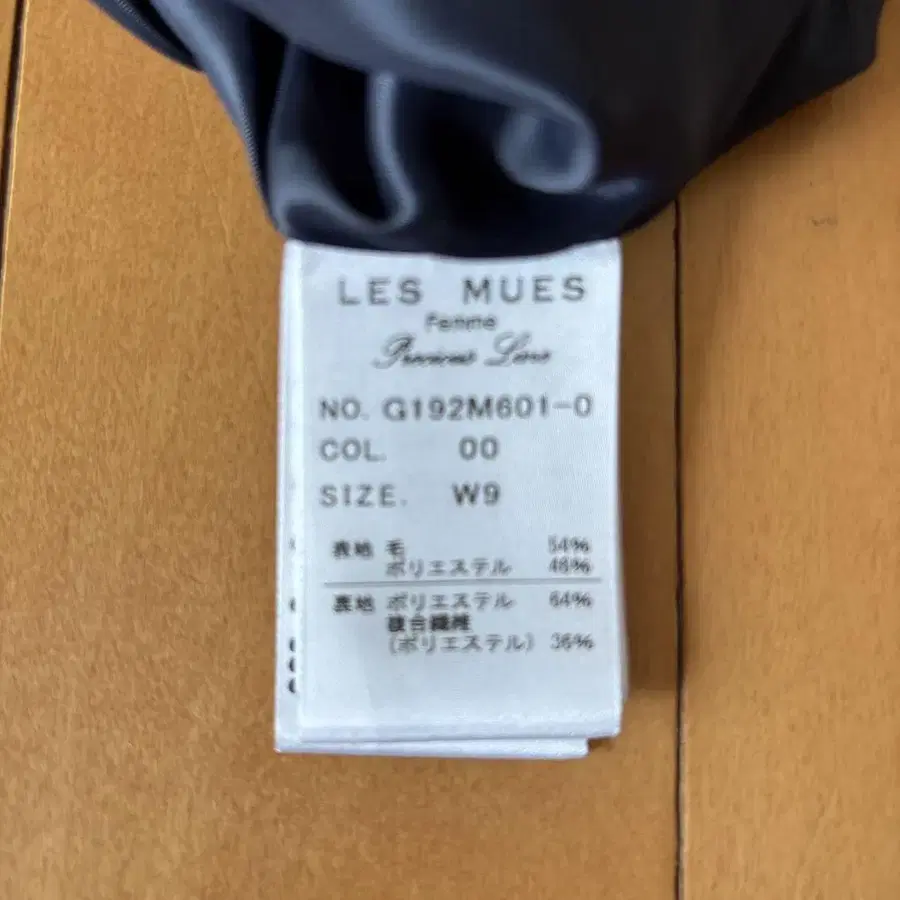 LES MUES
Femme
Precious Line
NO. G192M601-0
COL. 00
SIZE. W9
表地 毛 54%
ポリエステル 46%
裏地 ポリエステル 64%
複合繊維
(ポリエステル) 36%